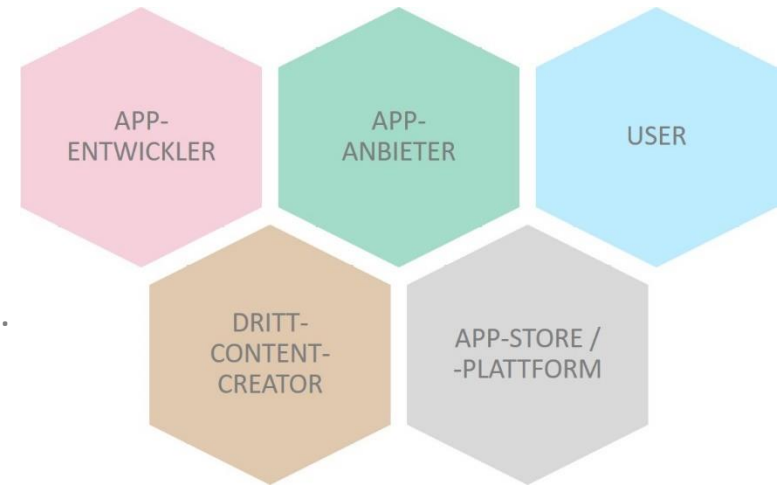 APP-
ENTWICKLER
APP-
ANBIETER
USER
.
DRITT-
CONTENT-
CREATOR
APP-STORE /
-PLATTFORM